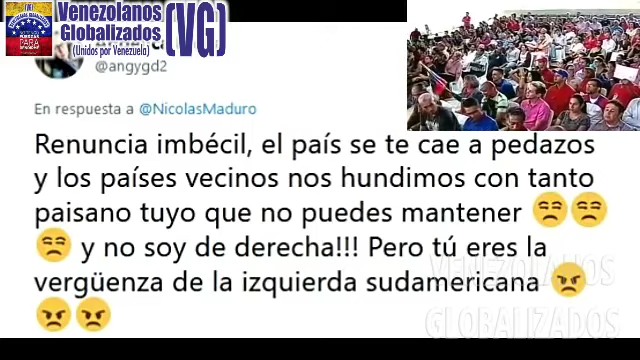 Venezolanos
Globalizados
(Unidos por Venezuela)
(VG)
@angygd2
En respuesta a @NicolasMaduro
Renuncia imbécil, el país se te cae a pedazos
y los países vecinos nos hundimos con tanto
paisano tuyo que no puedes mantener 😒😒
😒 y no soy de derecha!!! Pero tú eres la
vergüenza de la izquierda sudamericana 😠
😠😠
VENEZOLANOS
GLOBALIZADOS